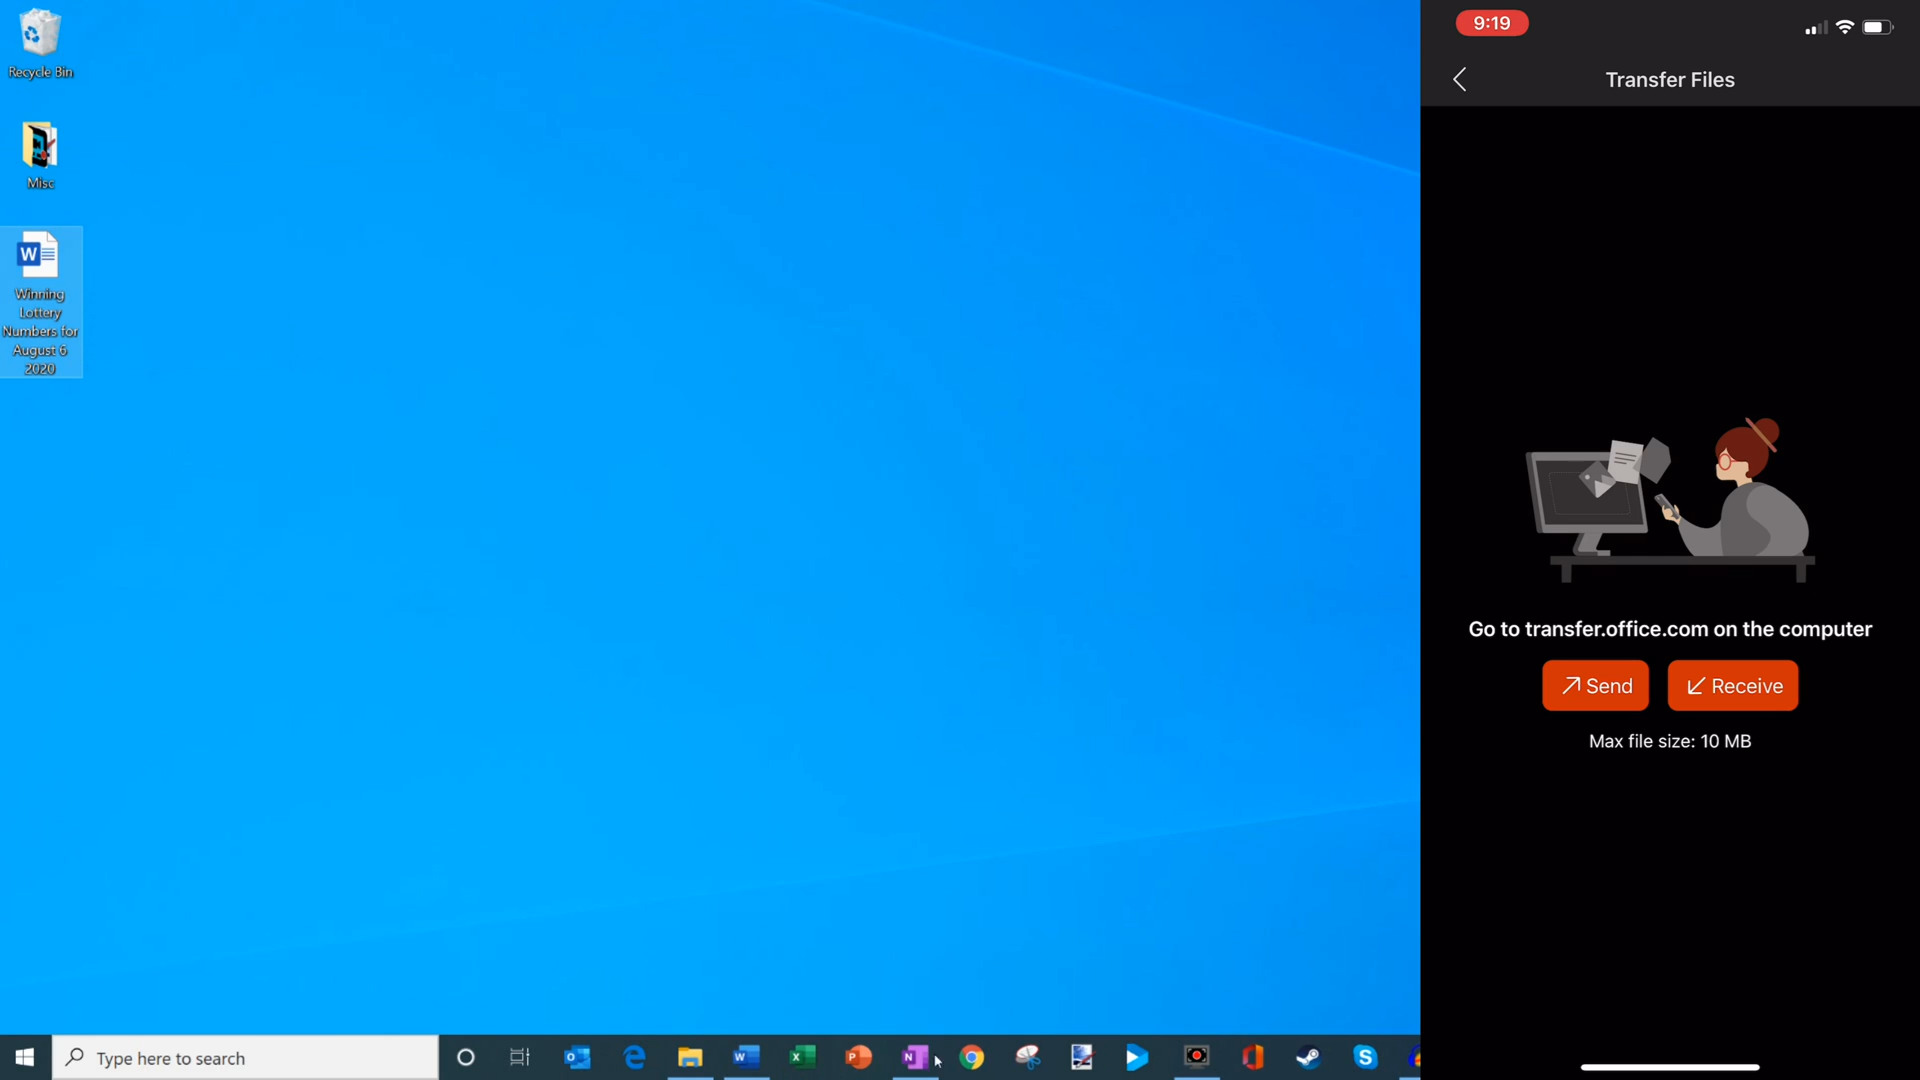 Recycle Bin
Misc
W
Winning
Lottery
Numbers for
August 6
2020
Type here to search
O
W
X
P
N
S
9:19
Transfer Files
Go to transfer.office.com on the computer
Send
Receive
Max file size: 10 MB